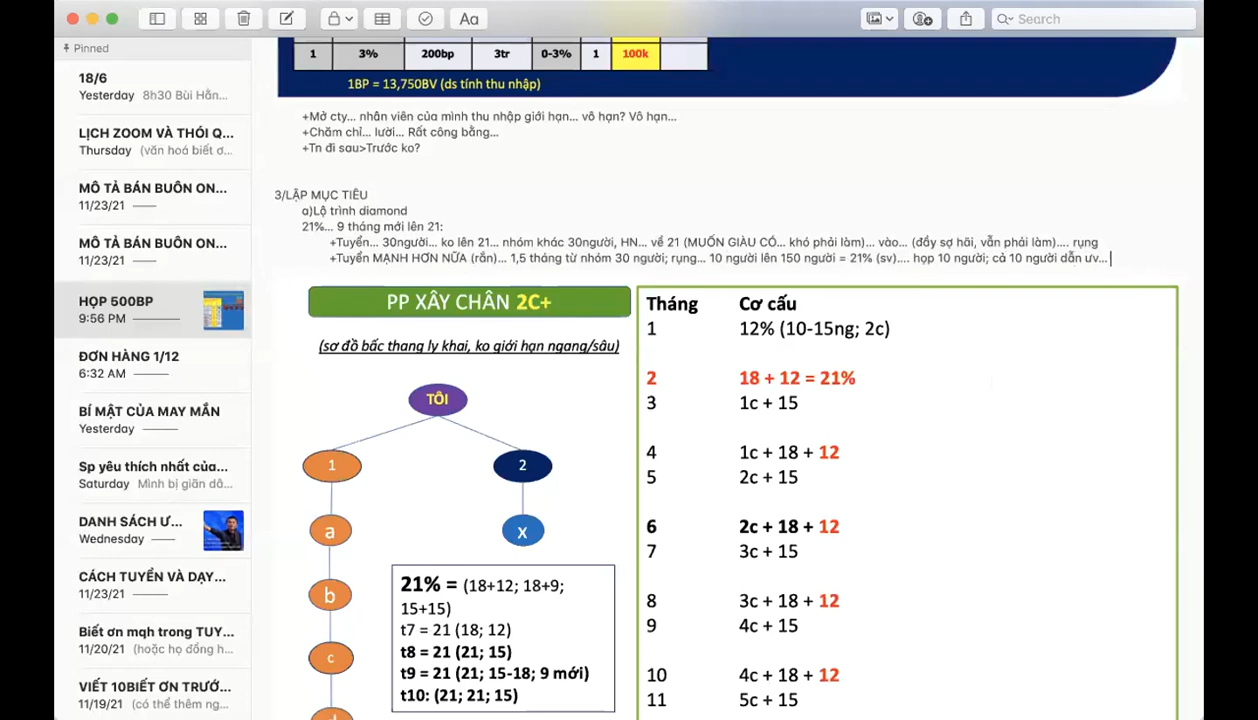 Aa
Search
Pinned
18/6
Yesterday 8h30 Bùi Hằn...
LỊCH ZOOM VÀ THÓI Q...
Thursday (văn hoá biết ơ...
MÔ TẢ BÁN BUÔN ON...
11/23/21
MÔ TẢ BÁN BUÔN ON...
11/23/21
HỌP 500BP
9:56 PM
ĐƠN HÀNG 1/12
6:32 AM
BÍ MẬT CỦA MAY MẮN
Yesterday
Sp yêu thích nhất của...
Saturday Mình bị giãn dâ...
DANH SÁCH Ư...
Wednesday
CÁCH TUYỂN VÀ DẠY...
11/23/21
Biết ơn mqh trong TUY...
11/20/21 (hoặc họ đồng h...
VIẾT 10BIẾT ƠN TRƯỚ...
11/19/21 (có thể thêm ng...
1 3% 200bp 3tr 0-3% 1 100k
1BP = 13,750BV (ds tính thu nhập)
+Mở cty... nhân viên của mình thu nhập giới hạn... vô hạn? Vô hạn...
+Chăm chỉ... lười... Rất công bằng...
+Tn đi sau>Trước ko?
3/LẬP MỤC TIÊU
a)Lộ trình diamond
21%... 9 tháng mới lên 21:
+Tuyển... 30người... ko lên 21... nhóm khác 30người, HN... về 21 (MUỐN GIÀU CÓ... khó phải làm)... vào... (đầy sợ hãi, vẫn phải làm).... rụng
+Tuyển MẠNH HƠN NỮA (rắn)... 1,5 tháng từ nhóm 30 người; rụng... 10 người lên 150 người = 21% (sv).... họp 10 người; cả 10 người dẫn ưv...
PP XÂY CHÂN 2C+
(sơ đồ bấc thang ly khai, ko giới hạn ngang/sâu)
TÔI
1 2
a x
b
c
d
21% = (18+12; 18+9;
15+15)
t7 = 21 (18; 12)
t8 = 21 (21; 15)
t9 = 21 (21; 15-18; 9 mới)
t10: (21; 21; 15)
Tháng Cơ cấu
1 12% (10-15ng; 2c)
2 18 + 12 = 21%
3 1c + 15
4 1c + 18 + 12
5 2c + 15
6 2c + 18 + 12
7 3c + 15
8 3c + 18 + 12
9 4c + 15
10 4c + 18 + 12
11 5c + 15